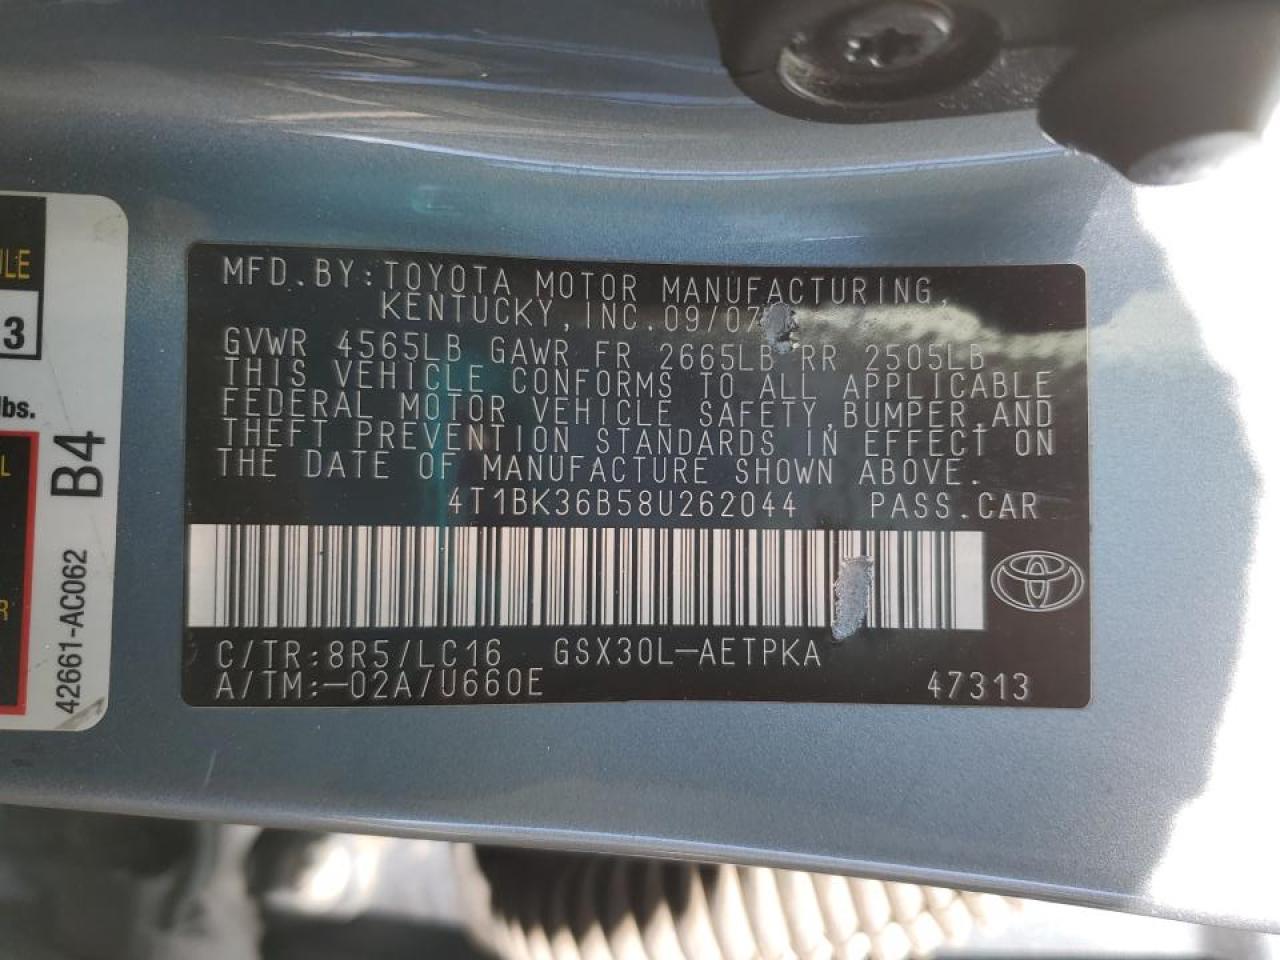 MFD.BY:TOYOTA MOTOR MANUFACTURING,
KENTUCKY,INC.09/07
GVWR 4565LB GAWR FR 2665LB RR 2505LB
THIS VEHICLE CONFORMS TO ALL APPLICABLE
FEDERAL MOTOR VEHICLE SAFETY,BUMPER,AND
THEFT PREVENTION STANDARDS IN EFFECT ON
THE DATE OF MANUFACTURE SHOWN ABOVE.
4T1BK36B58U262044 PASS.CAR
C/TR:8R5/LC16 GSX30L-AETPKA
A/TM:-02A/U660E 47313
3
lbs.
B4
42661-AC062